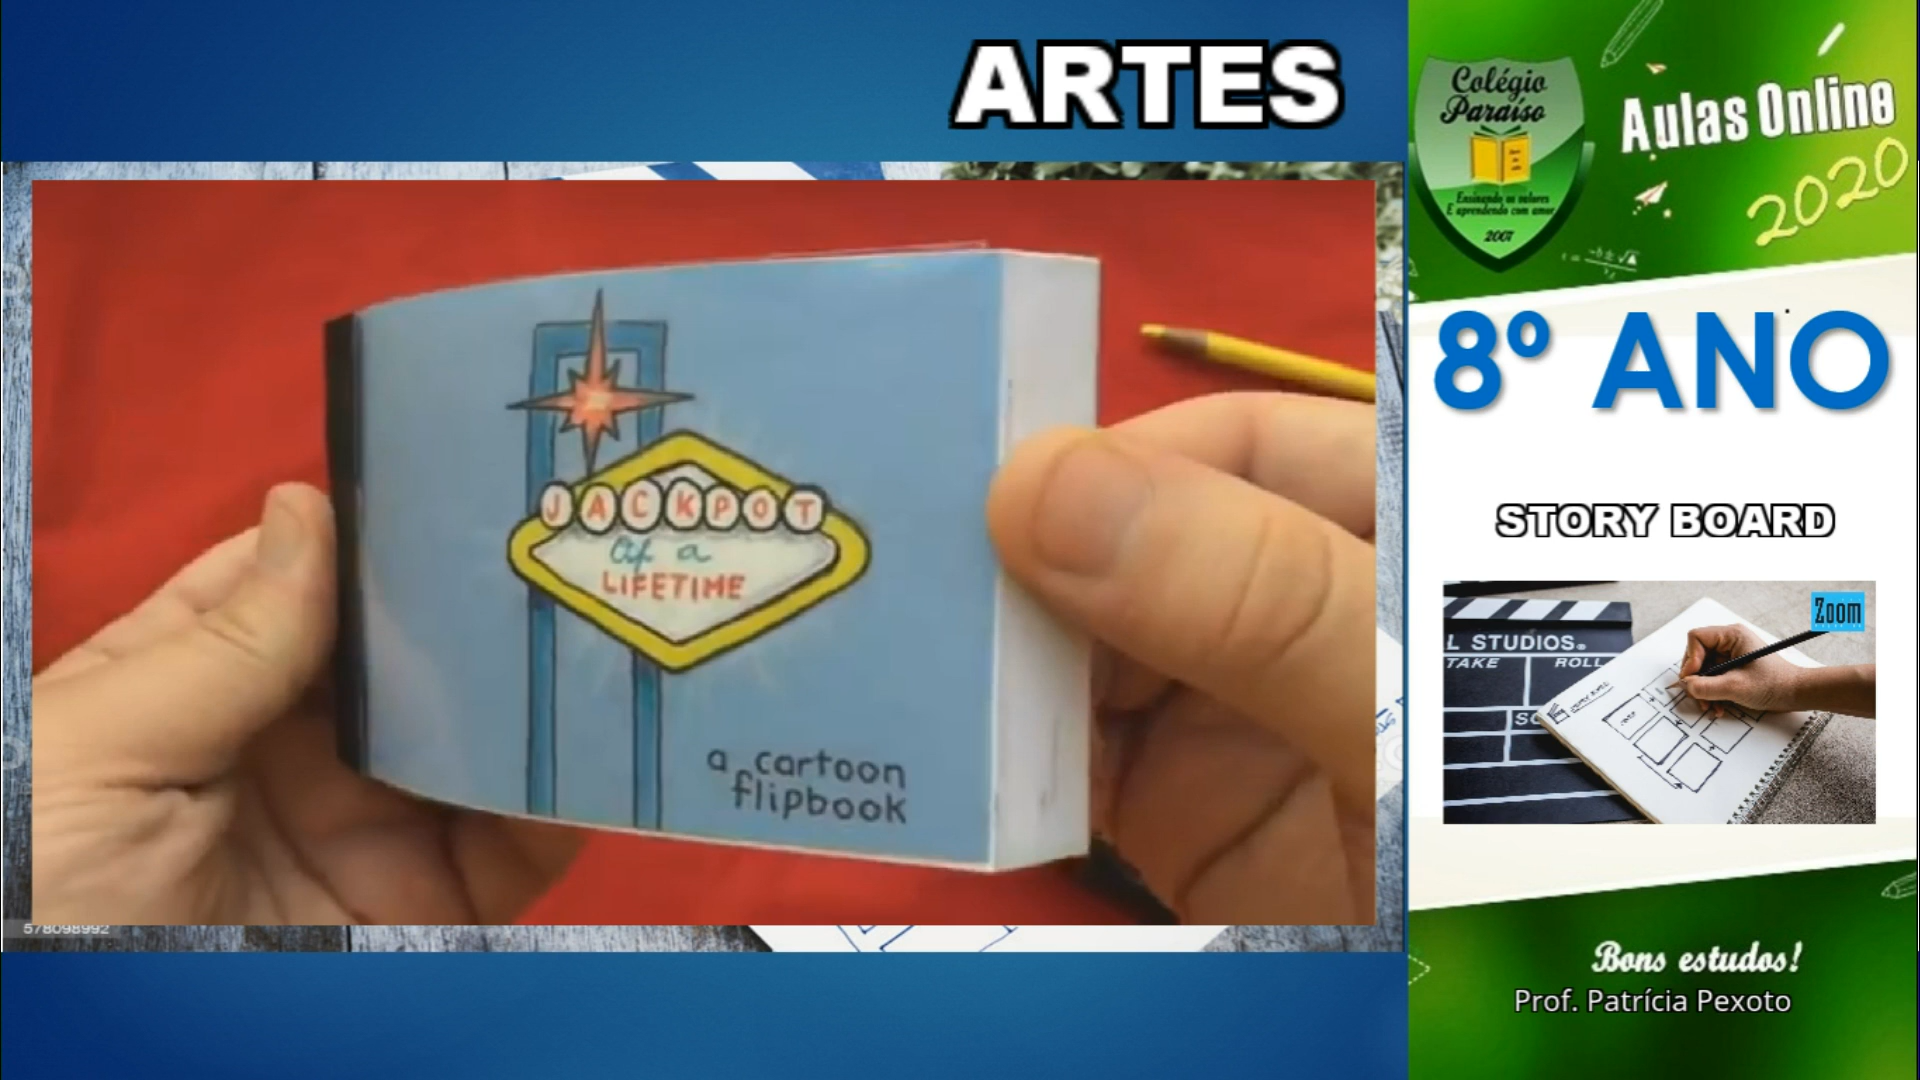 ARTES
JACKPOT
Of a
LIFETIME
a cartoon
flipbook
578098992
Colégio
Paraíso
Ensinando os valores
E aprendendo com amor
2007
Aulas Online
2020
8º ANO
STORY BOARD
Zoom
L STUDIOS
TAKE
ROLL
SC
Bons estudos!
Prof. Patrícia Pexoto